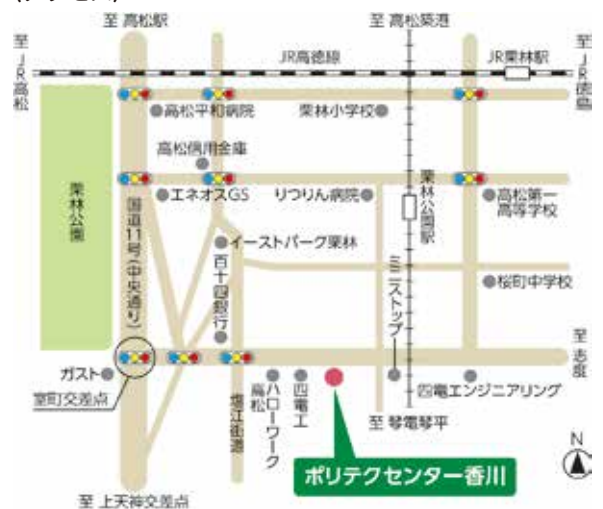 至 高松駅
至 高松築港
至 JR高松
JR高徳線
JR栗林駅
至 JR徳島
高松平和病院
栗林小学校
高松信用金庫
栗林公園
国道11号(中央通り)
エネオスGS
りつりん病院
栗林公園駅
高松第一
高等学校
イーストパーク栗林
百十四銀行
ミニストップ
桜町中学校
至 志度
ガスト
室町交差点
塩江街道
ハローワーク
高松
四電工
四電エンジニアリング
至 琴電琴平
ポリテクセンター香川
N
至 上天神交差点